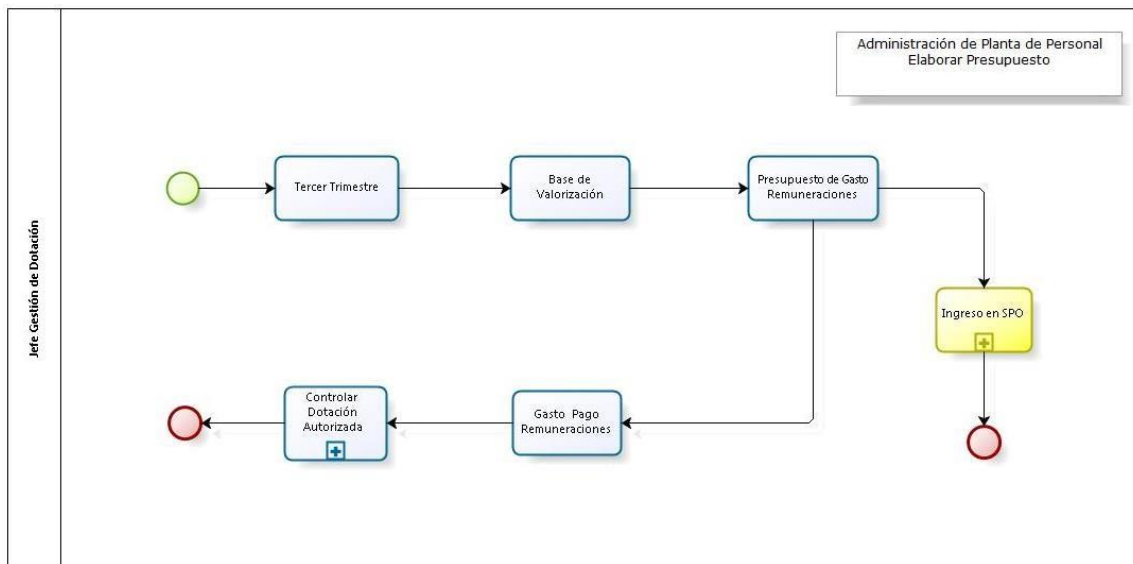 Administración de Planta de Personal
Elaborar Presupuesto
Jefe Gestión de Dotación
Tercer Trimestre
Base de
Valorización
Presupuesto de Gasto
Remuneraciones
Ingreso en SPO
Controlar
Dotación
Autorizada
Gasto Pago
Remuneraciones